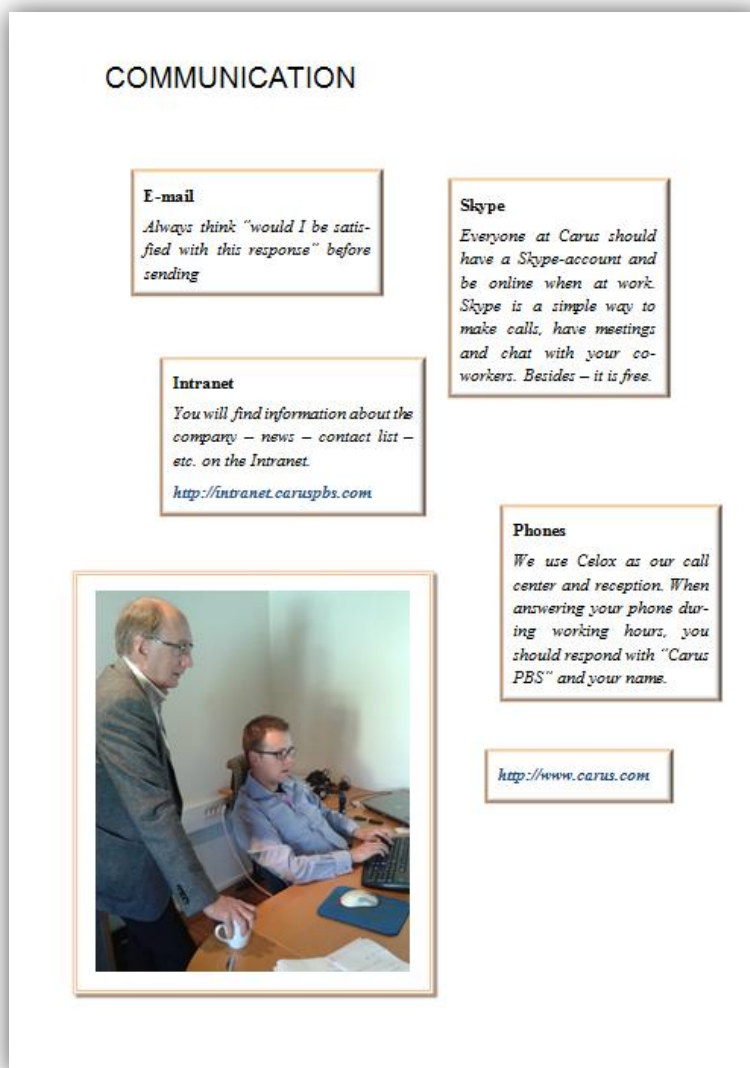 COMMUNICATION
E-mail
Always think "would I be satis-
fied with this response" before
sending
Skype
Everyone at Carus should
have a Skype-account and
be online when at work.
Skype is a simple way to
make calls, have meetings
and chat with your co-
workers. Besides – it is free.
Intranet
You will find information about the
company – news – contact list –
etc. on the Intranet.
http://intranet.caruspbs.com
Phones
We use Celox as our call
center and reception. When
answering your phone dur-
ing working hours, you
should respond with "Carus
PBS" and your name.
http://www.carus.com